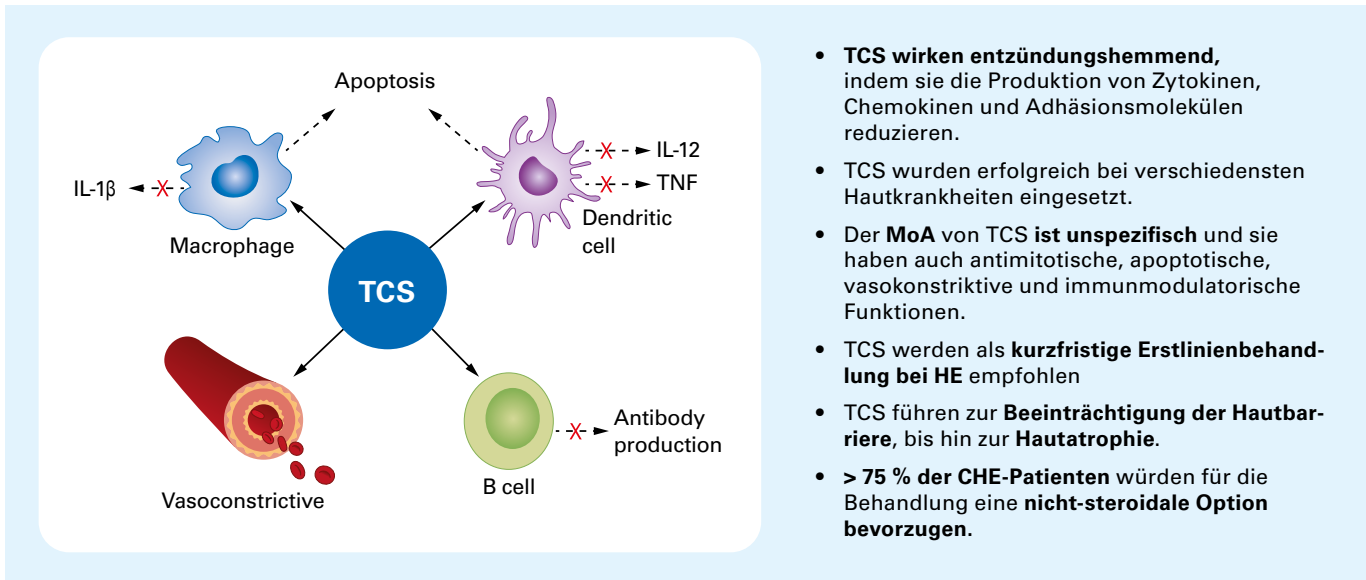 Apoptosis
IL-12
TNF
IL-1β
Macrophage
Dendritic
cell
TCS
Antibody
production
B cell
Vasoconstrictive
• TCS wirken entzündungshemmend,
indem sie die Produktion von Zytokinen,
Chemokinen und Adhäsionsmolekülen
reduzieren.
• TCS wurden erfolgreich bei verschiedensten
Hautkrankheiten eingesetzt.
• Der MoA von TCS ist unspezifisch und sie
haben auch antimitotische, apoptotische,
vasokonstriktive und immunmodulatorische
Funktionen.
• TCS werden als kurzfristige Erstlinienbehand-
lung bei HE empfohlen
• TCS führen zur Beeinträchtigung der Hautbar-
riere, bis hin zur Hautatrophie.
• > 75 % der CHE-Patienten würden für die
Behandlung eine nicht-steroidale Option
bevorzugen.